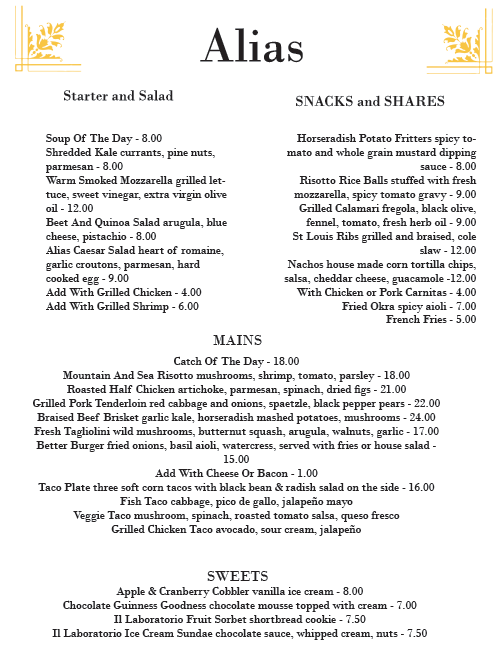 Alias
Starter and Salad
Soup Of The Day - 8.00
Shredded Kale currants, pine nuts,
parmesan - 8.00
Warm Smoked Mozzarella grilled let-
tuce, sweet vinegar, extra virgin olive
oil - 12.00
Beet And Quinoa Salad arugula, blue
cheese, pistachio - 8.00
Alias Caesar Salad heart of romaine,
garlic croutons, parmesan, hard
cooked egg - 9.00
Add With Grilled Chicken - 4.00
Add With Grilled Shrimp - 6.00
SNACKS and SHARES
Horseradish Potato Fritters spicy to-
mato and whole grain mustard dipping
sauce - 8.00
Risotto Rice Balls stuffed with fresh
mozzarella, spicy tomato gravy - 9.00
Grilled Calamari fregola, black olive,
fennel, tomato, fresh herb oil - 9.00
St Louis Ribs grilled and braised, cole
slaw - 12.00
Nachos house made corn tortilla chips,
salsa, cheddar cheese, guacamole -12.00
With Chicken or Pork Carnitas - 4.00
Fried Okra spicy aioli - 7.00
French Fries - 5.00
MAINS
Catch Of The Day - 18.00
Mountain And Sea Risotto mushrooms, shrimp, tomato, parsley - 18.00
Roasted Half Chicken artichoke, parmesan, spinach, dried figs - 21.00
Grilled Pork Tenderloin red cabbage and onions, spaetzle, black pepper pears - 22.00
Braised Beef Brisket garlic kale, horseradish mashed potatoes, mushrooms - 24.00
Fresh Tagliolini wild mushrooms, butternut squash, arugula, walnuts, garlic - 17.00
Better Burger fried onions, basil aioli, watercress, served with fries or house salad -
15.00
Add With Cheese Or Bacon - 1.00
Taco Plate three soft corn tacos with black bean & radish salad on the side - 16.00
Fish Taco cabbage, pico de gallo, jalapeño mayo
Veggie Taco mushroom, spinach, roasted tomato salsa, queso fresco
Grilled Chicken Taco avocado, sour cream, jalapeño
SWEETS
Apple & Cranberry Cobbler vanilla ice cream - 8.00
Chocolate Guinness Goodness chocolate mousse topped with cream - 7.00
Il Laboratorio Fruit Sorbet shortbread cookie - 7.50
Il Laboratorio Ice Cream Sundae chocolate sauce, whipped cream, nuts - 7.50